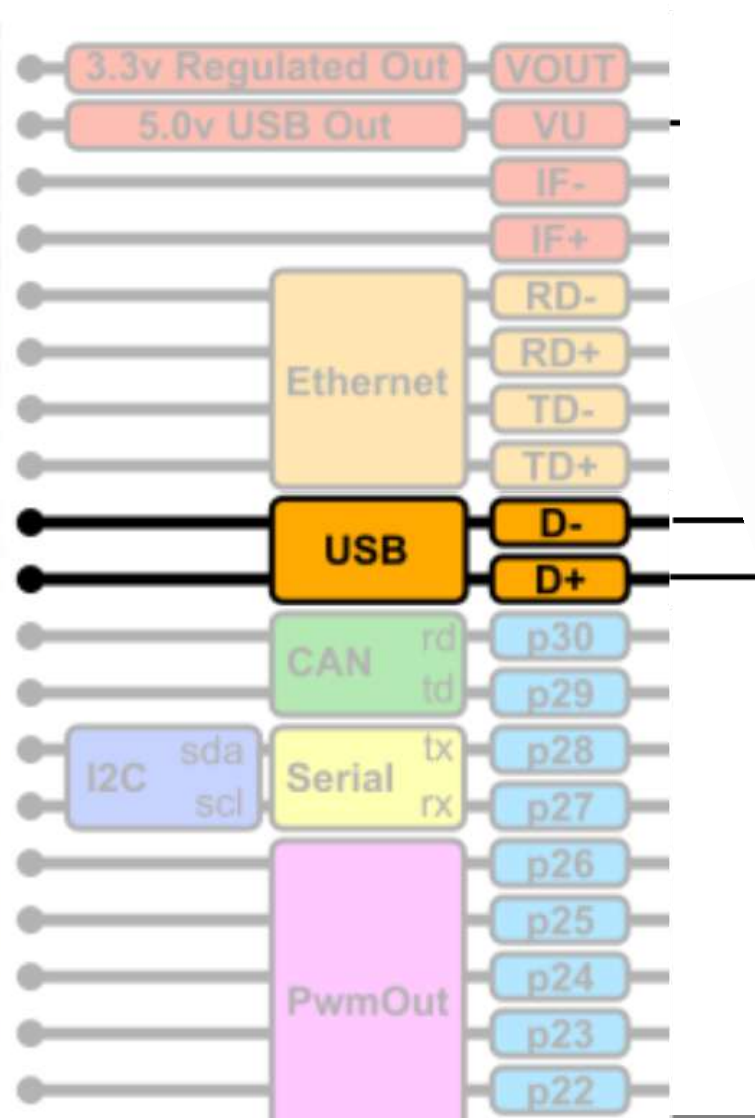 3.3v Regulated Out VOUT
5.0v USB Out VU
IF-
IF+
RD-
RD+
Ethernet
TD-
TD+
USB
D-
D+
CAN
rd p30
td p29
I2C
sda
scl
Serial
tx p28
rx p27
p26
p25
p24
PwmOut
p23
p22